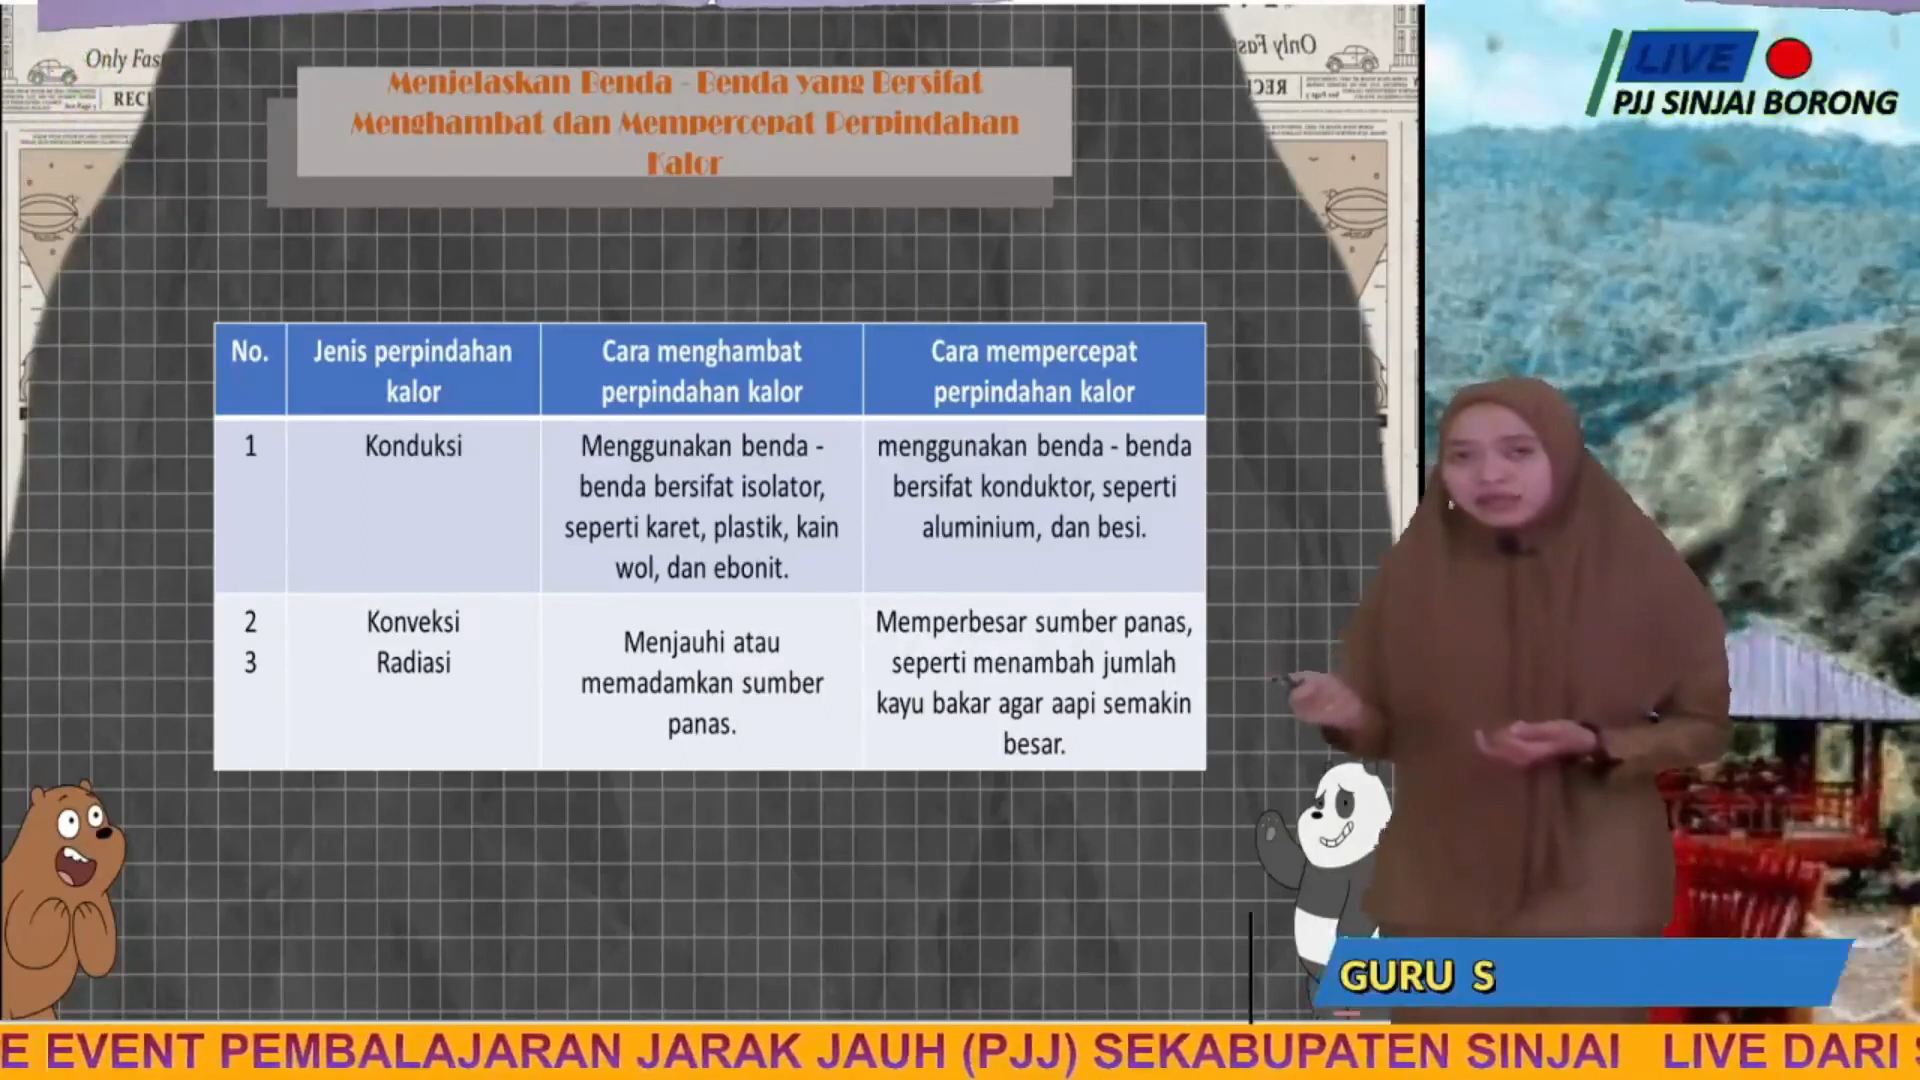 Only Fas
RECI
Only Fas
RECI
Menjelaskan Benda - Benda yang Bersifat
Menghambat dan Mempercepat Perpindahan
Kalor
LIVE
PJJ SINJAI BORONG
No.
Jenis perpindahan
kalor
Cara menghambat
perpindahan kalor
Cara mempercepat
perpindahan kalor
1
Konduksi
Menggunakan benda -
benda bersifat isolator,
seperti karet, plastik, kain
wol, dan ebonit.
menggunakan benda - benda
bersifat konduktor, seperti
aluminium, dan besi.
2
3
Konveksi
Radiasi
Menjauhi atau
memadamkan sumber
panas.
Memperbesar sumber panas,
seperti menambah jumlah
kayu bakar agar aapi semakin
besar.
GURU S
E EVENT PEMBALAJARAN JARAK JAUH (PJJ) SEKABUPATEN SINJAI LIVE DARI S